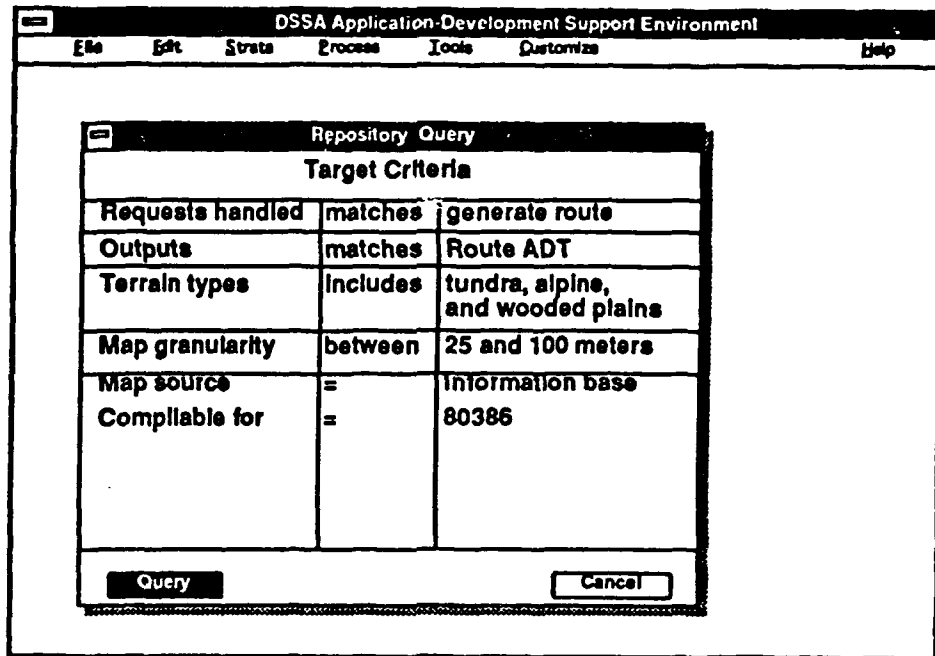 DSSA Application-Development Support Environment
File Edit Strata Process Tools Customize Help
Repository Query
Target Criteria
Requests handled matches generate route
Outputs matches Route ADT
Terrain types includes tundra, alpine,
and wooded plains
Map granularity between 25 and 100 meters
Map source = information base
Compilable for = 80386
Query Cancel